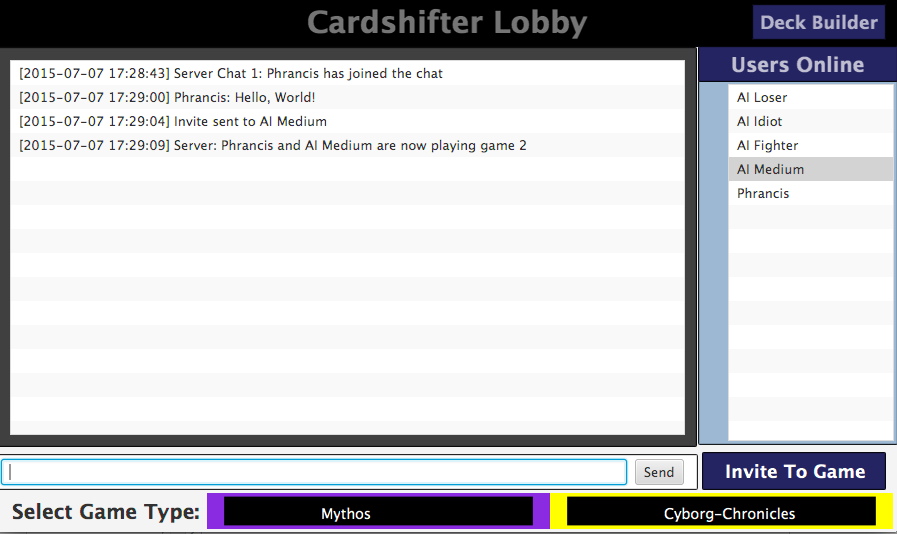 Cardshifter Lobby
Deck Builder
[2015-07-07 17:28:43] Server Chat 1: Phrancis has joined the chat
[2015-07-07 17:29:00] Phrancis: Hello, World!
[2015-07-07 17:29:04] Invite sent to AI Medium
[2015-07-07 17:29:09] Server: Phrancis and AI Medium are now playing game 2
Users Online
AI Loser
AI Idiot
AI Fighter
AI Medium
Phrancis
Send
Invite To Game
Select Game Type:
Mythos
Cyborg-Chronicles